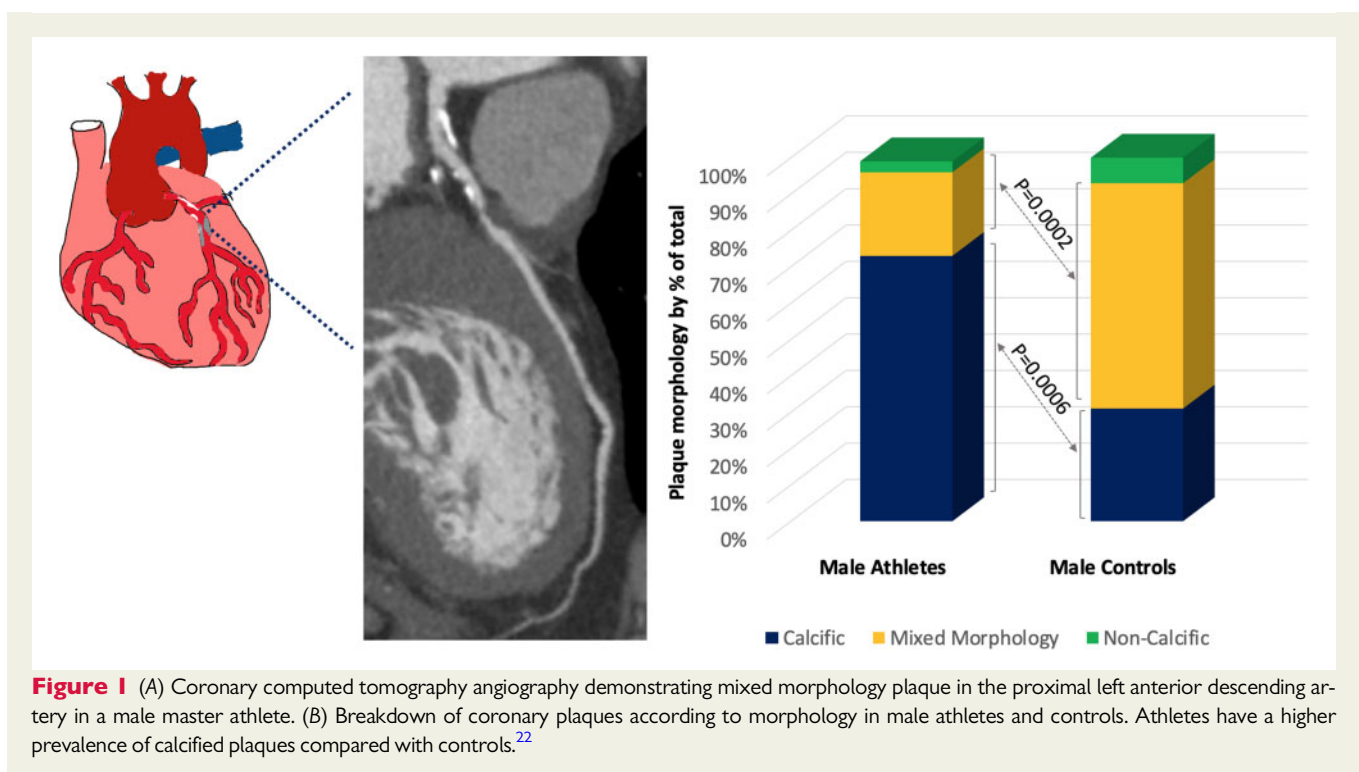 100%
90%
80%
70%
60%
50%
40%
30%
20%
10%
0%
Plaque morphology by % of total
P=0.0002
P=0.0006
Male Athletes
Male Controls
Calcific
Mixed Morphology
Non-Calcific
Figure 1 (A) Coronary computed tomography angiography demonstrating mixed morphology plaque in the proximal left anterior descending ar-
tery in a male master athlete. (B) Breakdown of coronary plaques according to morphology in male athletes and controls. Athletes have a higher
prevalence of calcified plaques compared with controls.22